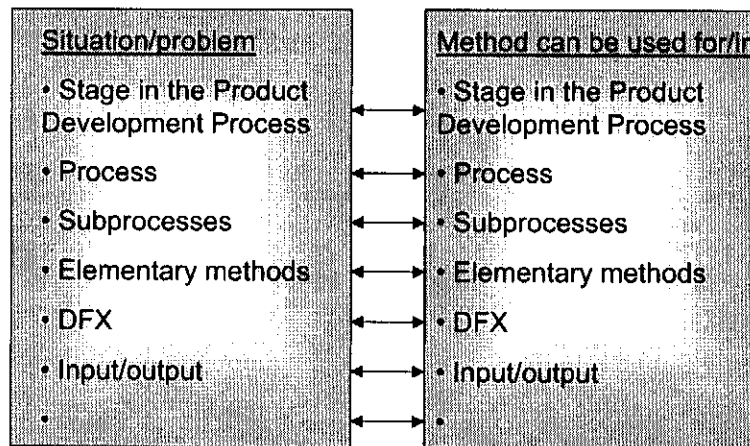 Situation/problem
• Stage in the Product
Development Process
• Process
• Subprocesses
• Elementary methods
• DFX
• Input/output
•
Method can be used for/in
• Stage in the Product
Development Process
• Process
• Subprocesses
• Elementary methods
• DFX
• Input/output
•